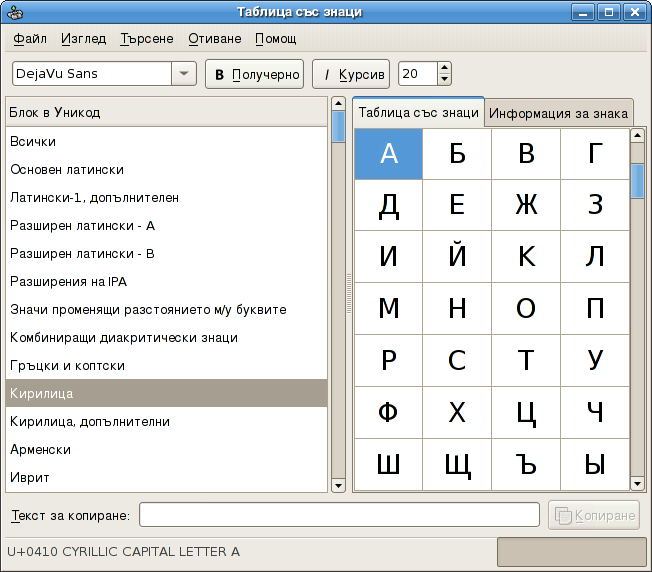 Таблица със знаци
Файл Изглед Търсене Отиване Помощ
DejaVu Sans B Получерно I Курсив 20
Блок в Уникод
Всички
Основен латински
Латински-1, допълнителен
Разширен латински - A
Разширен латински - B
Разширения на IPA
Значи променящи разстоянието м/у буквите
Комбиниращи диакритически знаци
Гръцки и коптски
Кирилица
Кирилица, допълнителни
Арменски
Иврит
Таблица със знаци Информация за знака
А Б В Г
Д Е Ж З
И Й К Л
М Н О П
Р С Т У
Ф Х Ц Ч
Ш Щ Ъ Ы
Текст за копиране: Копиране
U+0410 CYRILLIC CAPITAL LETTER A